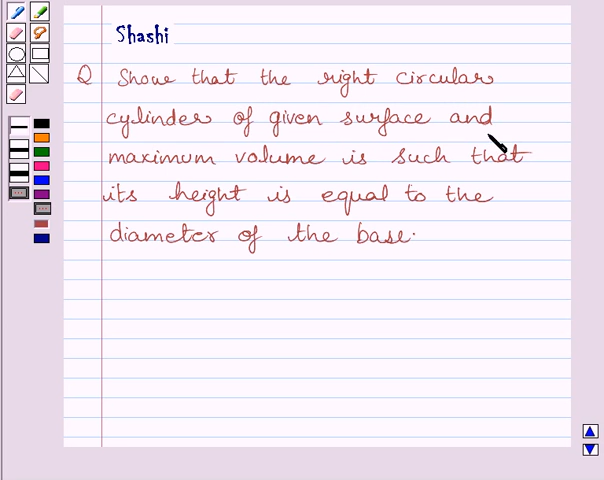 Shashi
Q Show that the right circular
cylinder of given surface and
maximum volume is such that
its height is equal to the
diameter of the base.